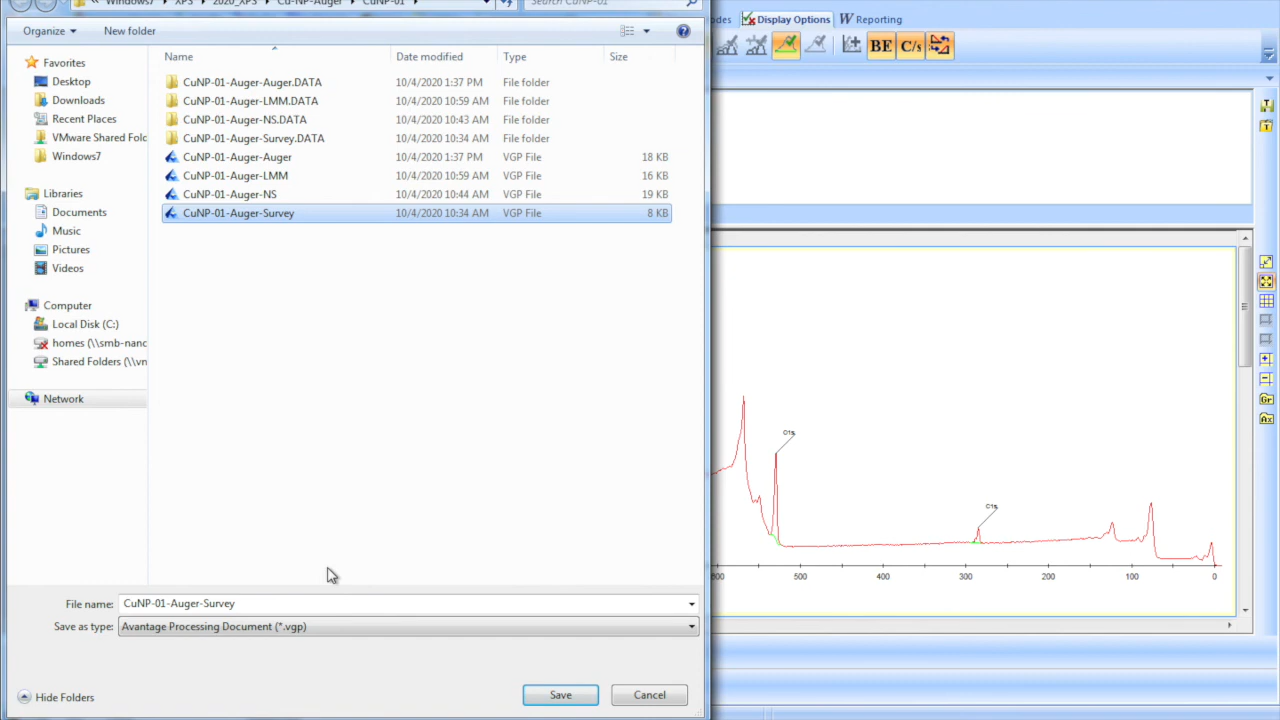 Windows7 XPS 2020_XPS Cu-NP-Auger CuNP-01 Search CuNP-01
Organize New folder
Name Date modified Type Size
CuNP-01-Auger-Auger.DATA 10/4/2020 1:37 PM File folder
CuNP-01-Auger-LMM.DATA 10/4/2020 10:59 AM File folder
CuNP-01-Auger-NS.DATA 10/4/2020 10:43 AM File folder
CuNP-01-Auger-Survey.DATA 10/4/2020 10:34 AM File folder
CuNP-01-Auger-Auger 10/4/2020 1:37 PM VGP File 18 KB
CuNP-01-Auger-LMM 10/4/2020 10:59 AM VGP File 16 KB
CuNP-01-Auger-NS 10/4/2020 10:44 AM VGP File 19 KB
CuNP-01-Auger-Survey 10/4/2020 10:34 AM VGP File 8 KB
Favorites
Desktop
Downloads
Recent Places
VMware Shared Fold
Windows7
Libraries
Documents
Music
Pictures
Videos
Computer
Local Disk (C:)
homes (\\smb-nanc
Shared Folders (\\vn
Network
File name: CuNP-01-Auger-Survey
Save as type: Avantage Processing Document (*.vgp)
Hide Folders Save Cancel
odes Display Options W Reporting
BE C/s
T
T
Gr
Ax
O1s
C1s
600 500 400 300 200 100 0